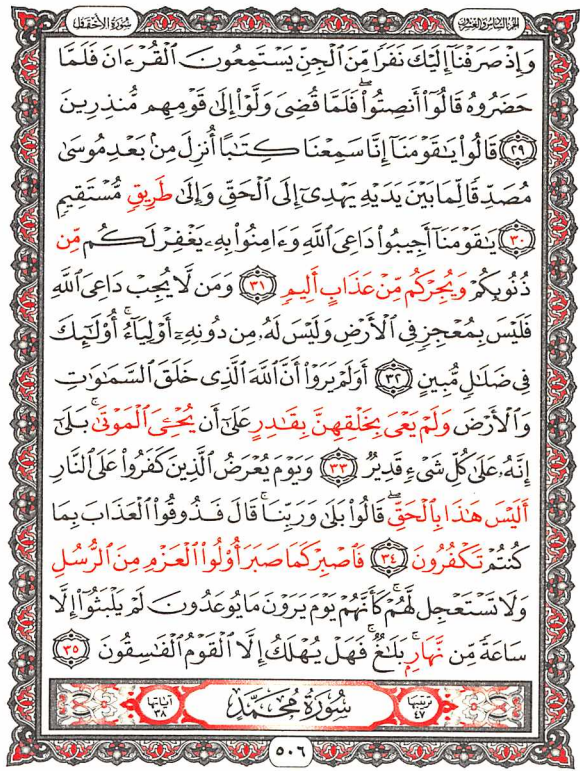 الجزء السادس والعشرون
سورة الأحقاف
وَإِذْ صَرَفْنَآ إِلَيْكَ نَفَرًا مِّنَ ٱلْجِنِّ يَسْتَمِعُونَ ٱلْقُرْءَانَ فَلَمَّا
حَضَرُوهُ قَالُوٓا۟ أَنصِتُوا۟ ۖ فَلَمَّا قُضِىَ وَلَّوْا۟ إِلَىٰ قَوْمِهِم مُّنذِرِينَ
٢٩ قَالُوا۟ يَٰقَوْمَنَآ إِنَّا سَمِعْنَا كِتَٰبًا أُنزِلَ مِنۢ بَعْدِ مُوسَىٰ
مُصَدِّقًا لِّمَا بَيْنَ يَدَيْهِ يَهْدِىٓ إِلَى ٱلْحَقِّ وَإِلَىٰ طَرِيقٍ مُّسْتَقِيمٍ
٣٠ يَٰقَوْمَنَآ أَجِيبُوا۟ دَاعِىَ ٱللَّهِ وَءَامِنُوا۟ بِهِۦ يَغْفِرْ لَكُم مِّن
ذُنُوبِكُمْ وَيُجِرْكُم مِّنْ عَذَابٍ أَلِيمٍ ٣١ وَمَن لَّا يُجِبْ دَاعِىَ ٱللَّهِ
فَلَيْسَ بِمُعْجِزٍ فِى ٱلْأَرْضِ وَلَيْسَ لَهُۥ مِن دُونِهِۦٓ أَوْلِيَآءُ ۚ أُو۟لَٰٓئِكَ
فِى ضَلَٰلٍ مُّبِينٍ ٣٢ أَوَلَمْ يَرَوْا۟ أَنَّ ٱللَّهَ ٱلَّذِى خَلَقَ ٱلسَّمَٰوَٰتِ
وَٱلْأَرْضَ وَلَمْ يَعْىَ بِخَلْقِهِنَّ بِقَٰدِرٍ عَلَىٰٓ أَن يُحْـِۧىَ ٱلْمَوْتَىٰ ۚ بَلَىٰٓ
إِنَّهُۥ عَلَىٰ كُلِّ شَىْءٍ قَدِيرٌ ٣٣ وَيَوْمَ يُعْرَضُ ٱلَّذِينَ كَفَرُوا۟ عَلَى ٱلنَّارِ
أَلَيْسَ هَٰذَا بِٱلْحَقِّ ۖ قَالُوا۟ بَلَىٰ وَرَبِّنَا ۚ قَالَ فَذُوقُوا۟ ٱلْعَذَابَ بِمَا
كُنتُمْ تَكْفُرُونَ ٣٤ فَٱصْبِرْ كَمَا صَبَرَ أُو۟لُوا۟ ٱلْعَزْمِ مِنَ ٱلرُّسُلِ
وَلَا تَسْتَعْجِل لَّهُمْ ۚ كَأَنَّهُمْ يَوْمَ يَرَوْنَ مَا يُوعَدُونَ لَمْ يَلْبَثُوٓا۟ إِلَّا
سَاعَةً مِّن نَّهَارٍۭ ۚ بَلَٰغٌ ۚ فَهَلْ يُهْلَكُ إِلَّا ٱلْقَوْمُ ٱلْفَٰسِقُونَ ٣٥
ترتيبها ٤٧ سُورَةُ مُحَمَّدٍ آياتها ٣٨
٥٠٦